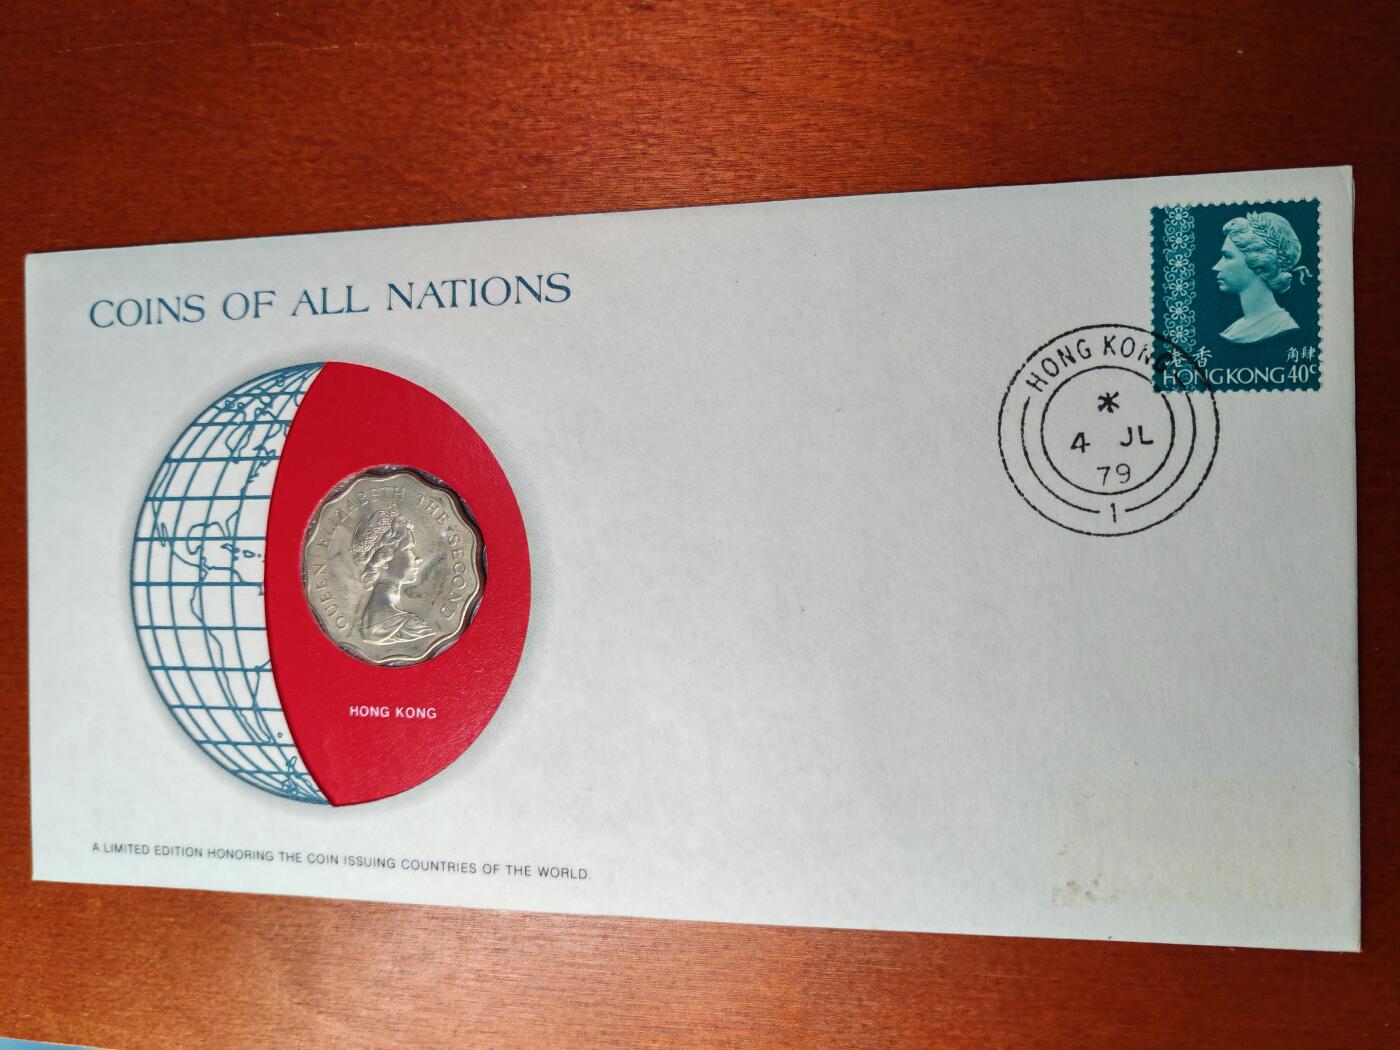 COINS OF ALL NATIONS
QUEEN ELIZABETH THE SECOND
HONG KONG
A LIMITED EDITION HONORING THE COIN ISSUING COUNTRIES OF THE WORLD.
港香 角肆
HONG KONG 40c
HONG KONG
* 
4 JL
79
1